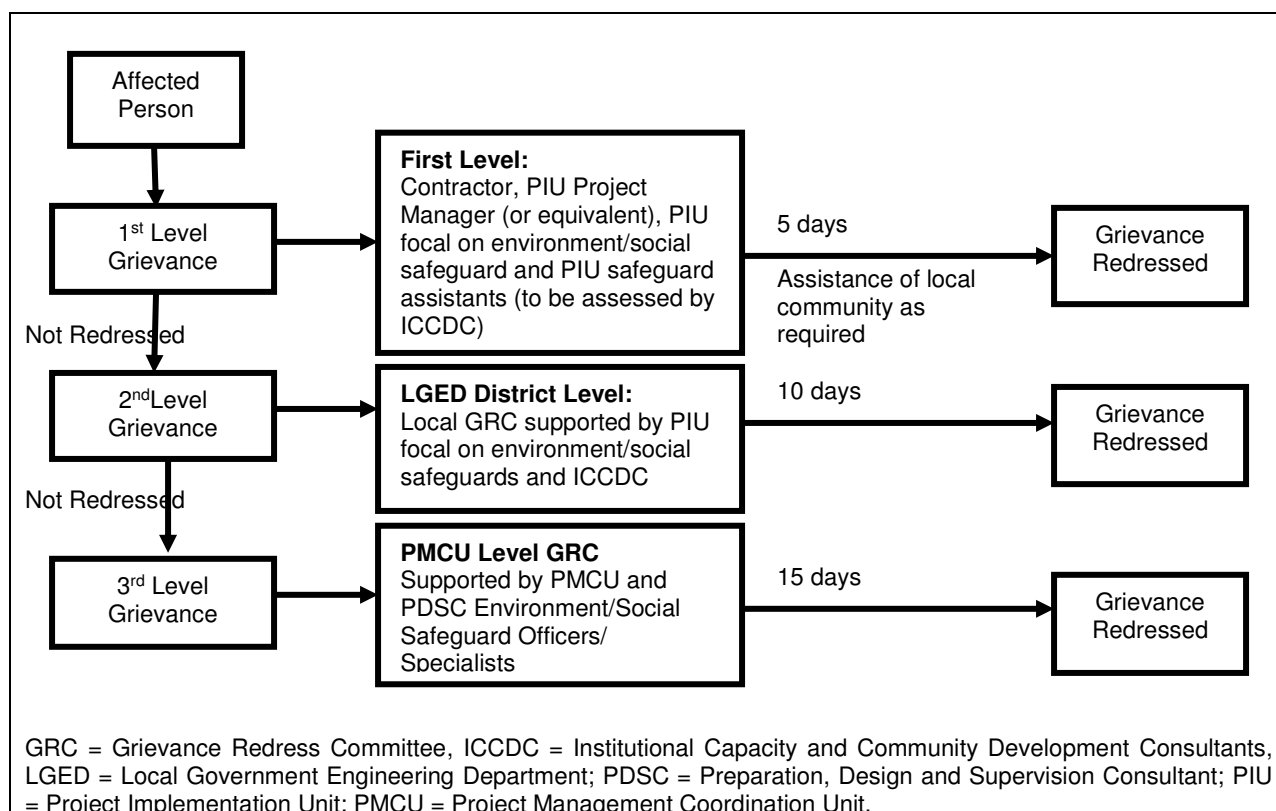 Affected
Person
1st Level
Grievance
First Level:
Contractor, PIU Project
Manager (or equivalent), PIU
focal on environment/social
safeguard and PIU safeguard
assistants (to be assessed by
ICCDC)
5 days
Assistance of local
community as
required
Grievance
Redressed
Not Redressed
2ndLevel
Grievance
LGED District Level:
Local GRC supported by PIU
focal on environment/social
safeguards and ICCDC
10 days
Grievance
Redressed
Not Redressed
3rd Level
Grievance
PMCU Level GRC
Supported by PMCU and
PDSC Environment/Social
Safeguard Officers/
Specialists
15 days
Grievance
Redressed
GRC = Grievance Redress Committee, ICCDC = Institutional Capacity and Community Development Consultants,
LGED = Local Government Engineering Department; PDSC = Preparation, Design and Supervision Consultant; PIU
= Project Implementation Unit; PMCU = Project Management Coordination Unit.